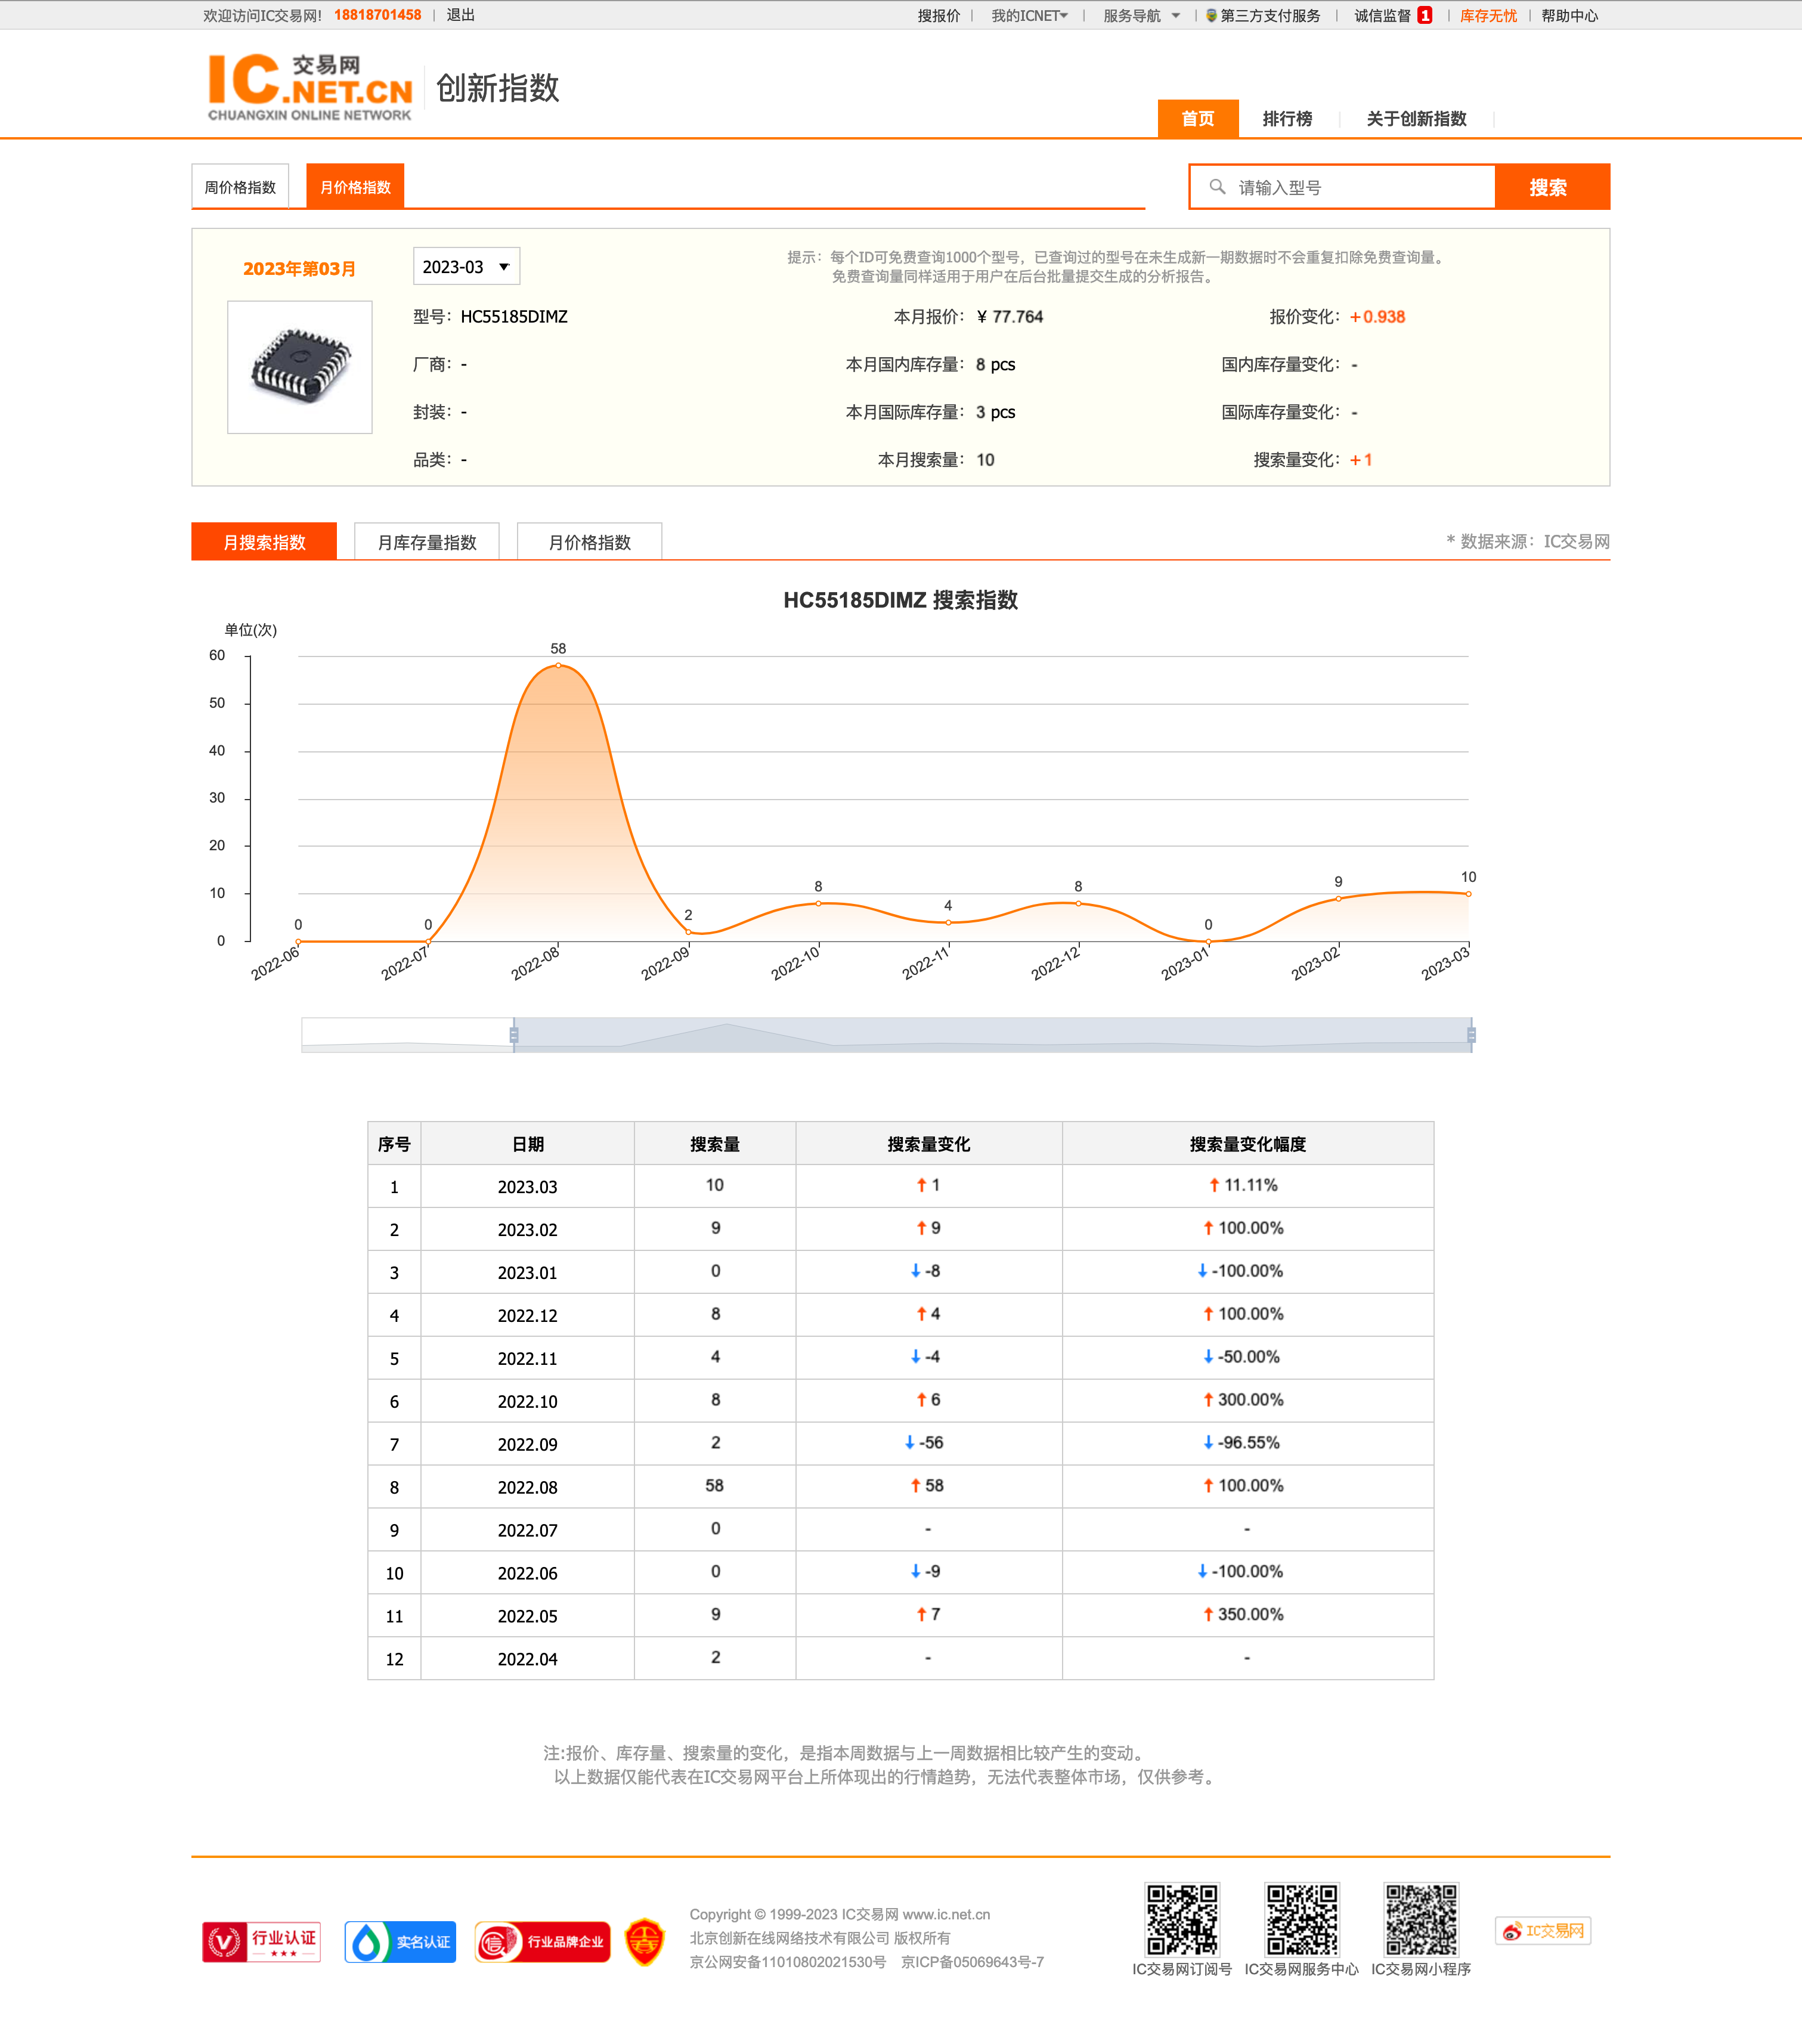 欢迎访问IC交易网! 18818701458 | 退出 搜报价 | 我的ICNET | 服务导航 | 第三方支付服务 | 诚信监督 1 | 库存无忧 | 帮助中心
IC交易网.NET.CN 创新指数
CHUANGXIN ONLINE NETWORK
首页 排行榜 关于创新指数
周价格指数 月价格指数 请输入型号 搜索
2023年第03月 2023-03 提示：每个ID可免费查询1000个型号，已查询过的型号在未生成新一期数据时不会重复扣除免费查询量。
免费查询量同样适用于用户在后台批量提交生成的分析报告。
型号：HC55185DIMZ 本月报价：¥ 77.764 报价变化：+0.938
厂商：- 本月国内库存量：8 pcs 国内库存量变化：-
封装：- 本月国际库存量：3 pcs 国际库存量变化：-
品类：- 本月搜索量：10 搜索量变化：+1
月搜索指数 月库存量指数 月价格指数 * 数据来源：IC交易网
HC55185DIMZ 搜索指数
单位(次)
60
50
40
30
20
10
0
0 0 58 2 8 4 8 0 9 10
2022-06 2022-07 2022-08 2022-09 2022-10 2022-11 2022-12 2023-01 2023-02 2023-03
序号 日期 搜索量 搜索量变化 搜索量变化幅度
1 2023.03 10 ↑ 1 ↑ 11.11%
2 2023.02 9 ↑ 9 ↑ 100.00%
3 2023.01 0 ↓ -8 ↓ -100.00%
4 2022.12 8 ↑ 4 ↑ 100.00%
5 2022.11 4 ↓ -4 ↓ -50.00%
6 2022.10 8 ↑ 6 ↑ 300.00%
7 2022.09 2 ↓ -56 ↓ -96.55%
8 2022.08 58 ↑ 58 ↑ 100.00%
9 2022.07 0 - -
10 2022.06 0 ↓ -9 ↓ -100.00%
11 2022.05 9 ↑ 7 ↑ 350.00%
12 2022.04 2 - -
注:报价、库存量、搜索量的变化，是指本周数据与上一周数据相比较产生的变动。
以上数据仅能代表在IC交易网平台上所体现出的行情趋势，无法代表整体市场，仅供参考。
行业认证 实名认证 信 行业品牌企业
Copyright © 1999-2023 IC交易网 www.ic.net.cn
北京创新在线网络技术有限公司 版权所有
京公网安备11010802021530号 京ICP备05069643号-7
IC交易网订阅号 IC交易网服务中心 IC交易网小程序
IC交易网